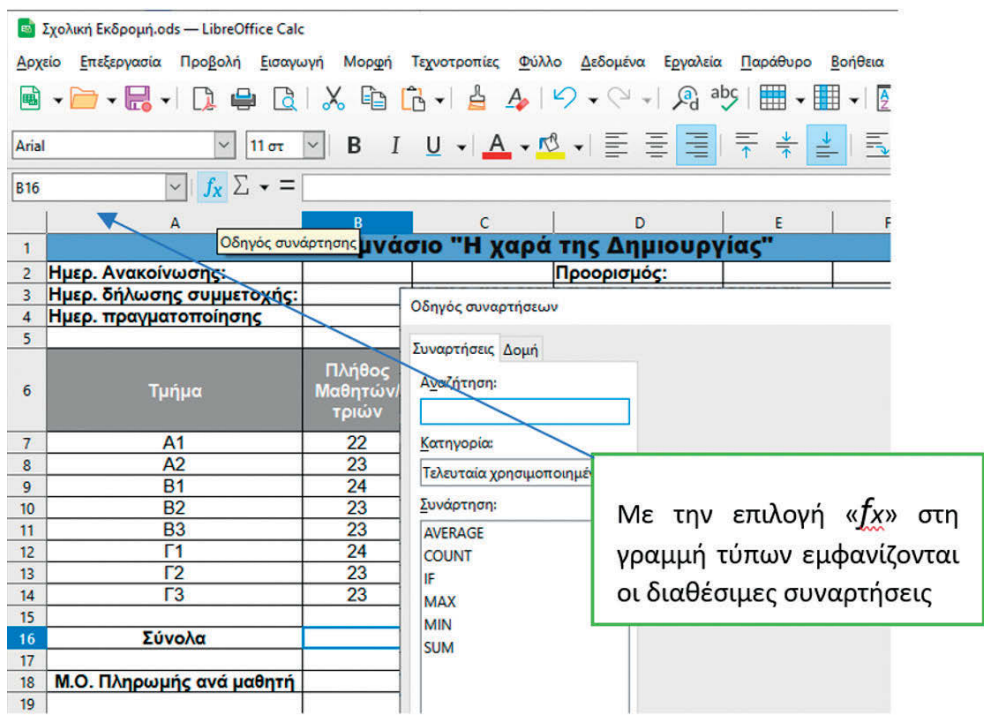 Σχολική Εκδρομή.ods — LibreOffice Calc
Αρχείο Επεξεργασία Προβολή Εισαγωγή Μορφή Τεχνοτροπίες Φύλλο Δεδομένα Εργαλεία Παράθυρο Βοήθεια
Arial 11 στ B I U A
B16 fx Σ =
A B C D E F
Οδηγός συνάρτησης
1 μνάσιο "Η χαρά της Δημιουργίας"
2 Ημερ. Ανακοίνωσης: Προορισμός:
3 Ημερ. δήλωσης συμμετοχής:
4 Ημερ. πραγματοποίησης
5
6 Τμήμα Πλήθος
Μαθητών/
τριών
7 Α1 22
8 Α2 23
9 Β1 24
10 Β2 23
11 Β3 23
12 Γ1 24
13 Γ2 23
14 Γ3 23
15
16 Σύνολα
17
18 Μ.Ο. Πληρωμής ανά μαθητή
19
Οδηγός συναρτήσεων
Συναρτήσεις Δομή
Αναζήτηση:
Κατηγορία:
Τελευταία χρησιμοποιημέ
Συνάρτηση:
AVERAGE
COUNT
IF
MAX
MIN
SUM
Με την επιλογή «fx» στη
γραμμή τύπων εμφανίζονται
οι διαθέσιμες συναρτήσεις